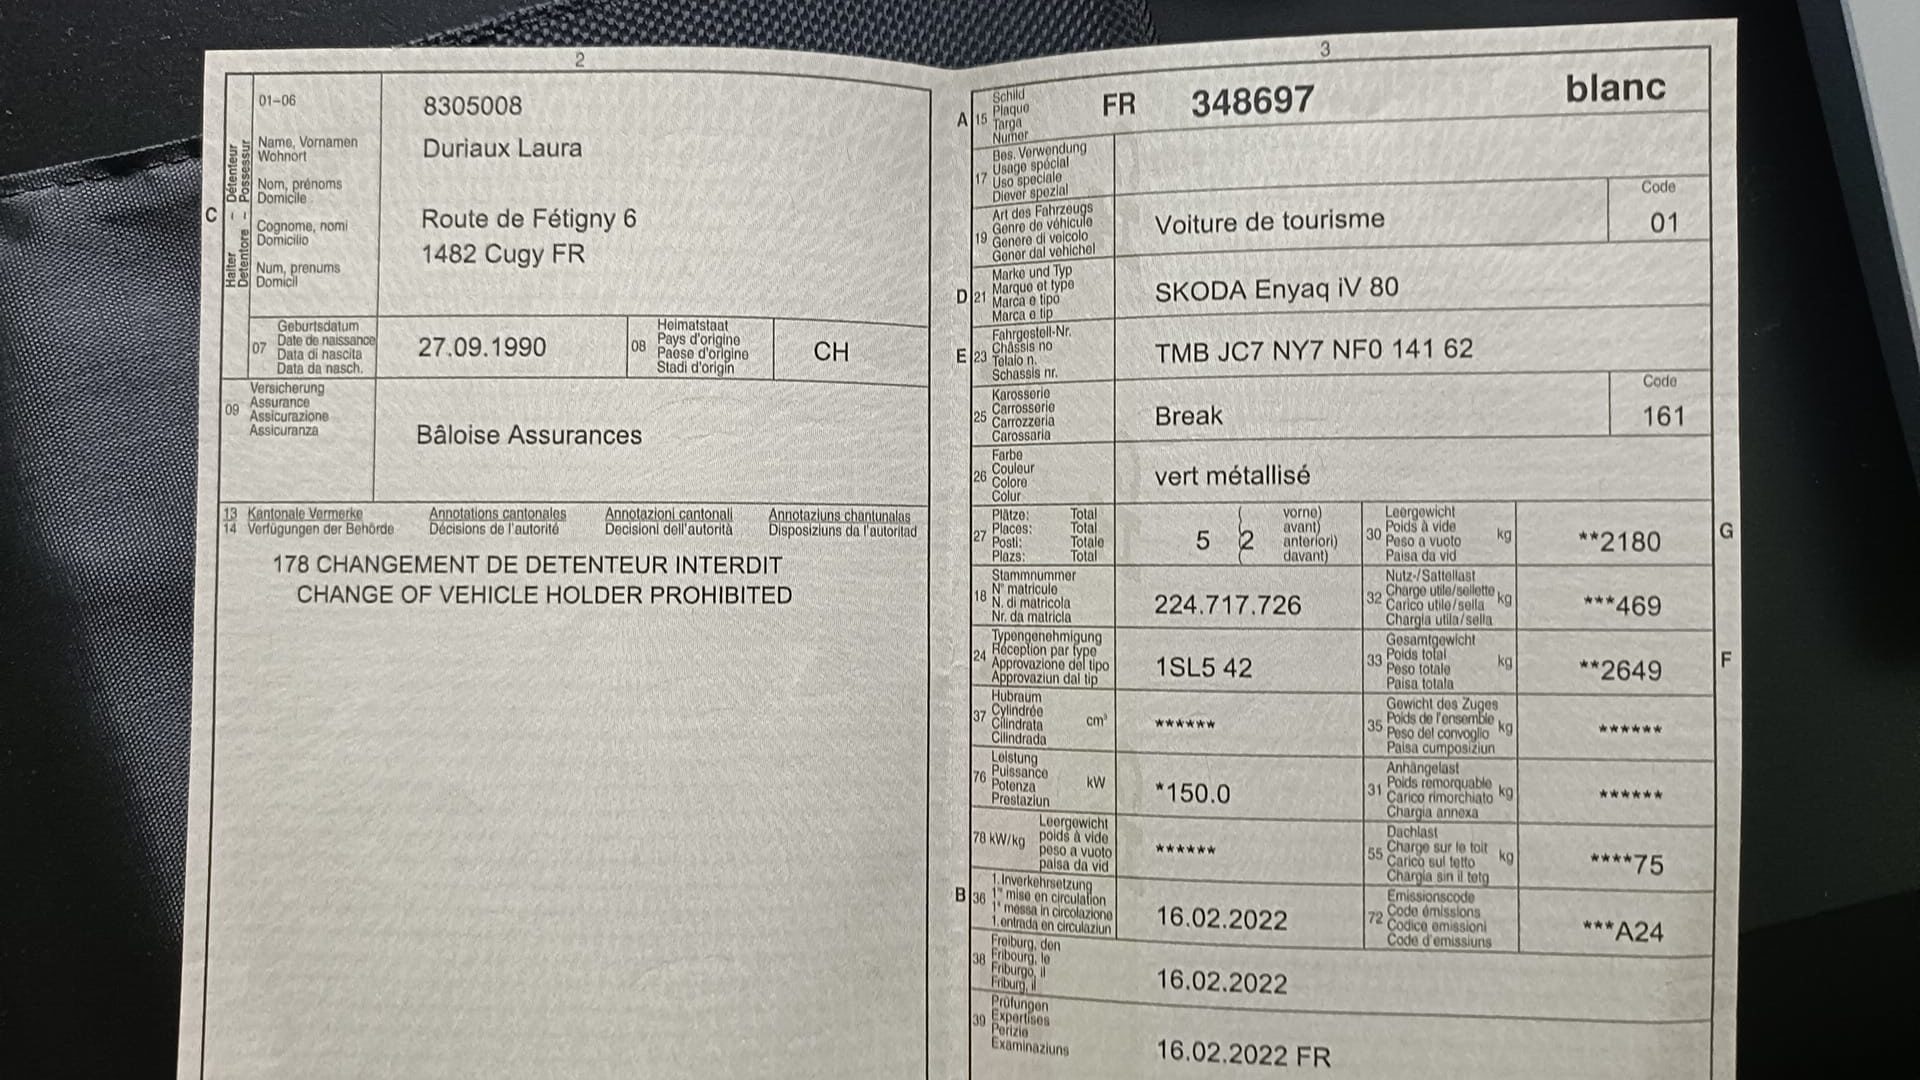 2
01–06
8305008
Name, Vornamen
Wohnort
Nom, prénoms
Domicile
Cognome, nomi
Domicilio
Num, prenums
Domicil
C
Halter – Détenteur
Detentore – Possessur
Duriaux Laura
Route de Fétigny 6
1482 Cugy FR
07
Geburtsdatum
Date de naissance
Data di nascita
Data da nasch.
27.09.1990
08
Heimatstaat
Pays d'origine
Paese d'origine
Stadi d'origin
CH
09
Versicherung
Assurance
Assicurazione
Assicuranza
Bâloise Assurances
13 Kantonale Vermerke Annotations cantonales Annotazioni cantonali Annotaziuns chantunalas
14 Verfügungen der Behörde Décisions de l'autorité Decisioni dell'autorità Disposiziuns da l'autoritad
178 CHANGEMENT DE DETENTEUR INTERDIT
CHANGE OF VEHICLE HOLDER PROHIBITED
3
A 15
Schild
Plaque
Targa
Numer
FR 348697 blanc
17
Bes. Verwendung
Usage spécial
Uso speciale
Diever spezial
19
Art des Fahrzeugs
Genre de véhicule
Genere di veicolo
Gener dal vehichel
Voiture de tourisme
Code
01
D 21
Marke und Typ
Marque et type
Marca e tipo
Marca e tip
SKODA Enyaq iV 80
E 23
Fahrgestell-Nr.
Châssis no
Telaio n.
Schassis nr.
TMB JC7 NY7 NF0 141 62
25
Karosserie
Carrosserie
Carrozzeria
Carossaria
Break
Code
161
26
Farbe
Couleur
Colore
Colur
vert métallisé
27
Plätze: Total
Places: Total
Posti: Totale
Plazs: Total
5 ( 2
vorne)
avant)
anteriori)
davant)
30
Leergewicht
Poids à vide
Peso a vuoto
Paisa da vid
kg
**2180
G
18
Stammnummer
N° matricule
N. di matricola
Nr. da matricla
224.717.726
32
Nutz-/Sattellast
Charge utile/sellette
Carico utile/sella
Chargia utila/sella
kg
***469
24
Typengenehmigung
Réception par type
Approvazione del tipo
Approvaziun dal tip
1SL5 42
33
Gesamtgewicht
Poids total
Peso totale
Paisa totala
kg
**2649
F
37
Hubraum
Cylindrée
Cilindrata
Cilindrada
cm³
******
35
Gewicht des Zuges
Poids de l'ensemble
Peso del convoglio
Paisa cumposiziun
kg
******
76
Leistung
Puissance
Potenza
Prestaziun
kW
*150.0
31
Anhängelast
Poids remorquable
Carico rimorchiato
Chargia annexa
kg
******
78 kW/kg
Leergewicht
poids à vide
peso a vuoto
paisa da vid
******
55
Dachlast
Charge sur le toit
Carico sul tetto
Chargia sin il tetg
kg
****75
B 36
1. Inverkehrsetzung
1re mise en circulation
1a messa in circolazione
1. entrada en circulaziun
16.02.2022
72
Emissionscode
Code émissions
Codice emissioni
Code d'emissiuns
***A24
38
Freiburg, den
Fribourg, le
Friburgo, il
Friburg, il
16.02.2022
39
Prüfungen
Expertises
Perizie
Examinaziuns
16.02.2022 FR